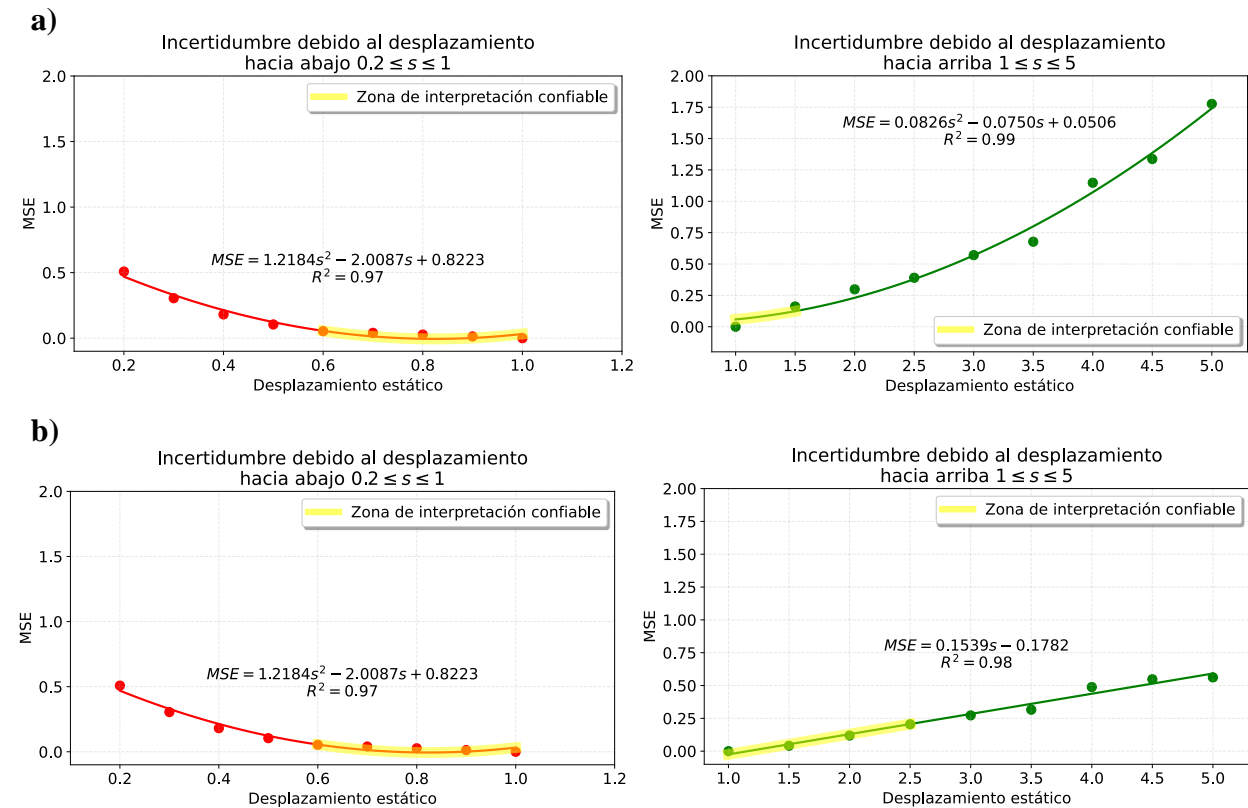 a)
Incertidumbre debido al desplazamiento
hacia abajo 0.2 ≤ s ≤ 1
2.0
1.5
1.0
0.5
0.0
MSE
Zona de interpretación confiable
MSE = 1.2184s² − 2.0087s + 0.8223
R² = 0.97
0.2 0.4 0.6 0.8 1.0 1.2
Desplazamiento estático
Incertidumbre debido al desplazamiento
hacia arriba 1 ≤ s ≤ 5
2.00
1.75
1.50
1.25
1.00
0.75
0.50
0.25
0.00
MSE
MSE = 0.0826s² − 0.0750s + 0.0506
R² = 0.99
Zona de interpretación confiable
1.0 1.5 2.0 2.5 3.0 3.5 4.0 4.5 5.0
Desplazamiento estático
b)
Incertidumbre debido al desplazamiento
hacia abajo 0.2 ≤ s ≤ 1
2.0
1.5
1.0
0.5
0.0
MSE
Zona de interpretación confiable
MSE = 1.2184s² − 2.0087s + 0.8223
R² = 0.97
0.2 0.4 0.6 0.8 1.0 1.2
Desplazamiento estático
Incertidumbre debido al desplazamiento
hacia arriba 1 ≤ s ≤ 5
2.00
1.75
1.50
1.25
1.00
0.75
0.50
0.25
0.00
MSE
Zona de interpretación confiable
MSE = 0.1539s − 0.1782
R² = 0.98
1.0 1.5 2.0 2.5 3.0 3.5 4.0 4.5 5.0
Desplazamiento estático